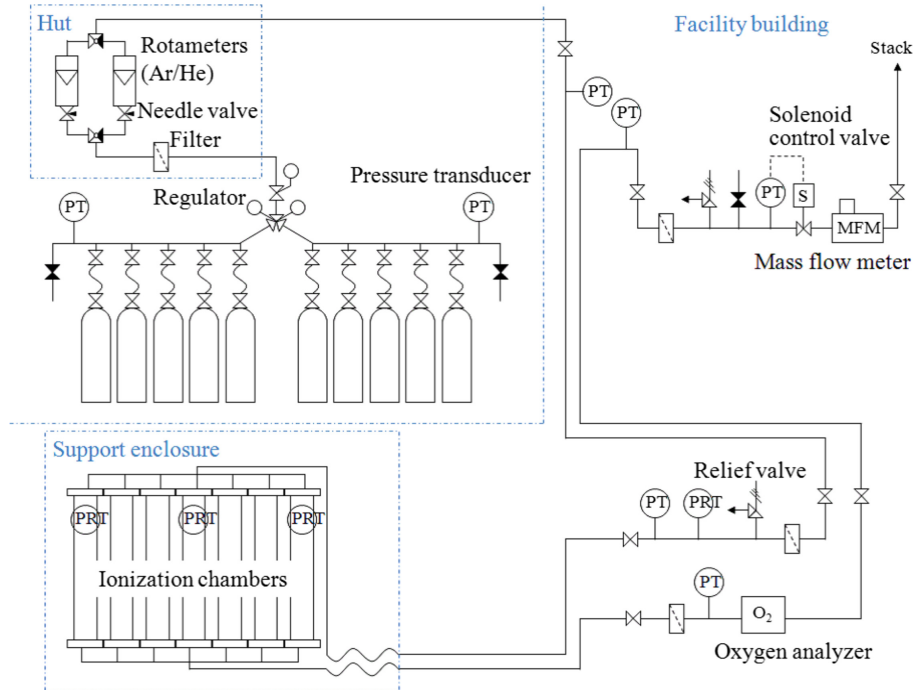 Hut
Facility building
Rotameters
(Ar/He)
Needle valve
Filter
Stack
PT
PT
Solenoid
control valve
Regulator
Pressure transducer
PT
PT
PT
S
MFM
Mass flow meter
Support enclosure
Relief valve
PT
PRT
PRT
PRT
PRT
Ionization chambers
PT
O2
Oxygen analyzer